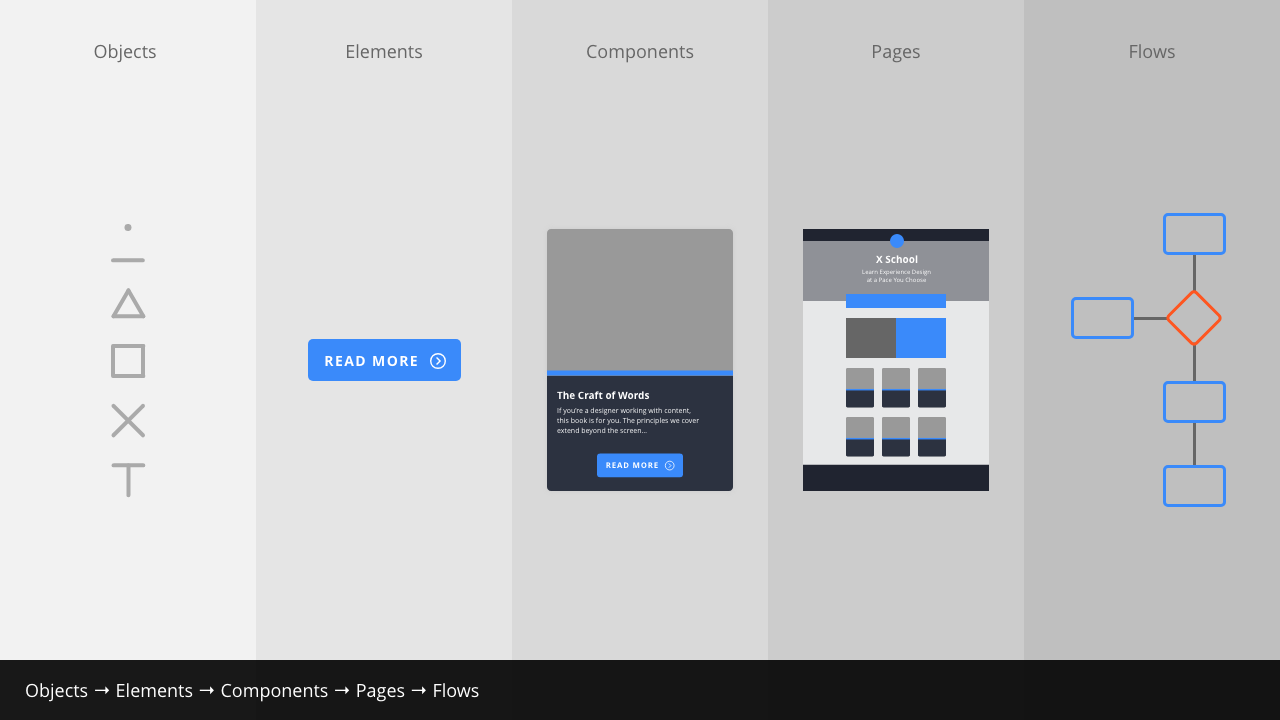 Objects
Elements
Components
Pages
Flows
READ MORE
The Craft of Words
If you're a designer working with content,
this book is for you. The principles we cover
extend beyond the screen...
READ MORE
X School
Learn Experience Design
at a Pace You Choose
Objects → Elements → Components → Pages → Flows